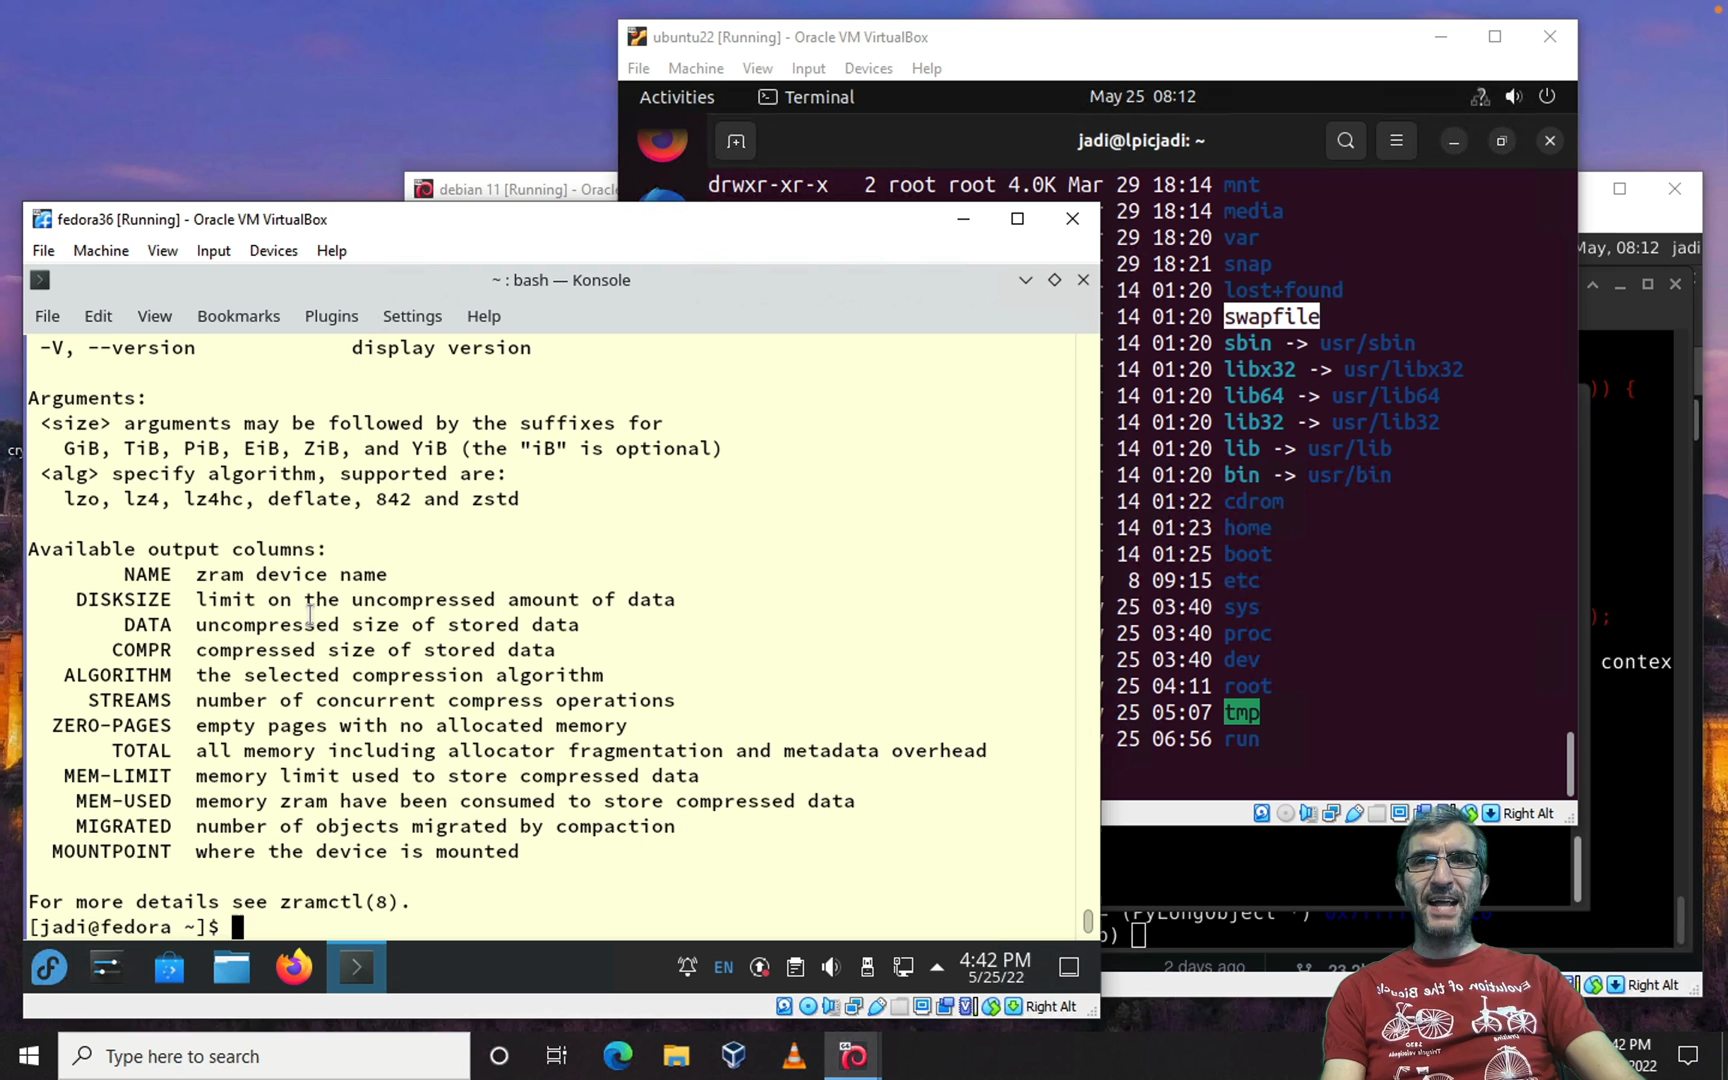 ubuntu22 [Running] - Oracle VM VirtualBox
File Machine View Input Devices Help
Activities Terminal May 25 08:12
jadi@lpicjadi: ~
drwxr-xr-x 2 root root 4.0K Mar 29 18:14 mnt
29 18:14 media
29 18:20 var
29 18:21 snap
14 01:20 lost+found
14 01:20 swapfile
14 01:20 sbin -> usr/sbin
14 01:20 libx32 -> usr/libx32
14 01:20 lib64 -> usr/lib64
14 01:20 lib32 -> usr/lib32
14 01:20 lib -> usr/lib
14 01:20 bin -> usr/bin
14 01:22 cdrom
14 01:23 home
14 01:25 boot
8 09:15 etc
25 03:40 sys
25 03:40 proc
25 03:40 dev
25 04:11 root
25 05:07 tmp
25 06:56 run
Right Alt
debian 11 [Running] - Oracle
May, 08:12 jadi
)) {
);
contex
(PyLongObject *)
2 days ago
Right Alt
fedora36 [Running] - Oracle VM VirtualBox
File Machine View Input Devices Help
~ : bash — Konsole
File Edit View Bookmarks Plugins Settings Help
-V, --version display version
Arguments:
<size> arguments may be followed by the suffixes for
GiB, TiB, PiB, EiB, ZiB, and YiB (the "iB" is optional)
<alg> specify algorithm, supported are:
lzo, lz4, lz4hc, deflate, 842 and zstd
Available output columns:
NAME zram device name
DISKSIZE limit on the uncompressed amount of data
DATA uncompressed size of stored data
COMPR compressed size of stored data
ALGORITHM the selected compression algorithm
STREAMS number of concurrent compress operations
ZERO-PAGES empty pages with no allocated memory
TOTAL all memory including allocator fragmentation and metadata overhead
MEM-LIMIT memory limit used to store compressed data
MEM-USED memory zram have been consumed to store compressed data
MIGRATED number of objects migrated by compaction
MOUNTPOINT where the device is mounted
For more details see zramctl(8).
[jadi@fedora ~]$
EN 4:42 PM
5/25/22
Right Alt
Evolution of the Bicycle
Type here to search
42 PM
2022